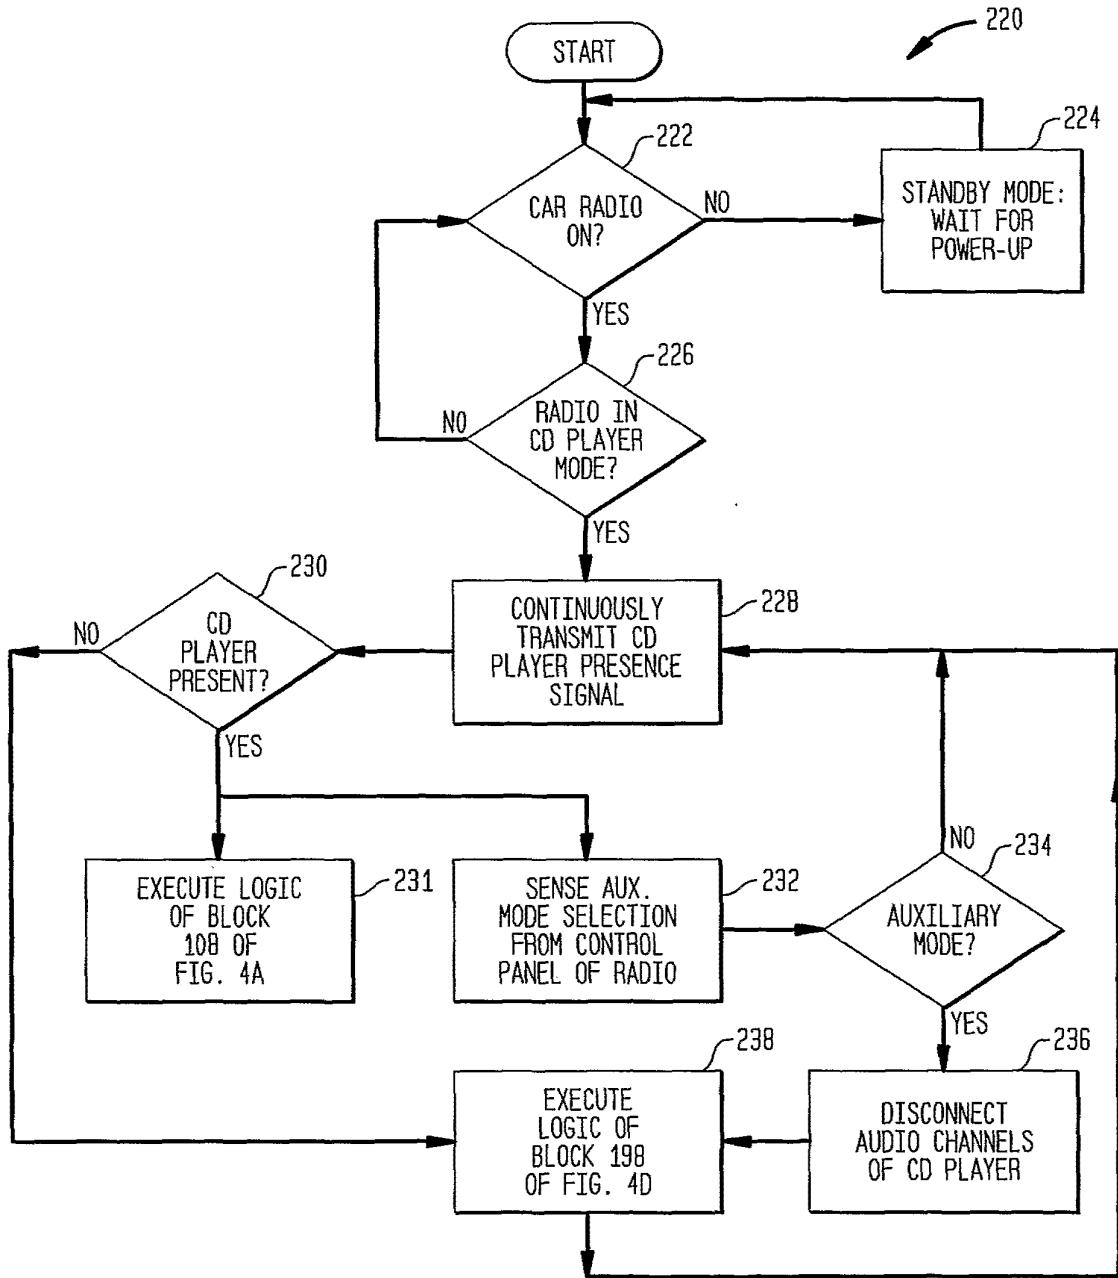 220
START
222
224
CAR RADIO
ON?
NO
STANDBY MODE:
WAIT FOR
POWER-UP
YES
226
RADIO IN
CD PLAYER
MODE?
NO
YES
230
228
CD
PLAYER
PRESENT?
NO
CONTINUOUSLY
TRANSMIT CD
PLAYER PRESENCE
SIGNAL
YES
231
EXECUTE LOGIC
OF BLOCK
108 OF
FIG. 4A
232
SENSE AUX.
MODE SELECTION
FROM CONTROL
PANEL OF RADIO
NO
234
AUXILIARY
MODE?
YES
238
236
EXECUTE
LOGIC OF
BLOCK 198
OF FIG. 4D
DISCONNECT
AUDIO CHANNELS
OF CD PLAYER